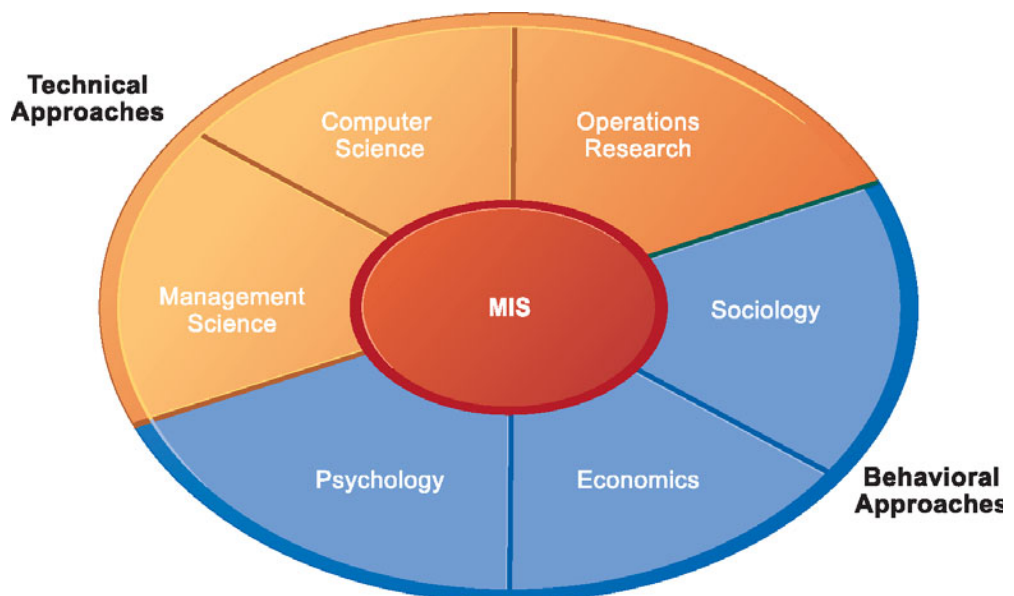 Technical
Approaches
Computer
Science
Operations
Research
Management
Science
MIS
Sociology
Psychology
Economics
Behavioral
Approaches